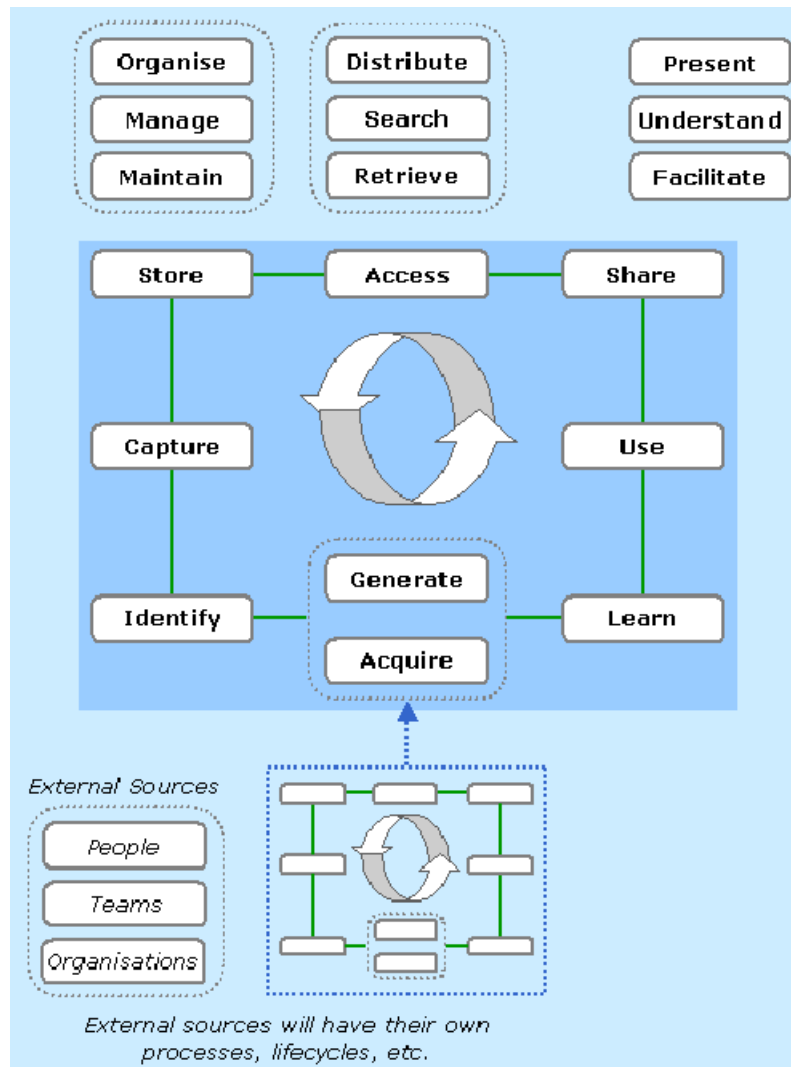 Organise
Distribute
Present
Manage
Search
Understand
Maintain
Retrieve
Facilitate
Store
Access
Share
Capture
Use
Generate
Identify
Learn
Acquire
External Sources
People
Teams
Organisations
External sources will have their own
processes, lifecycles, etc.